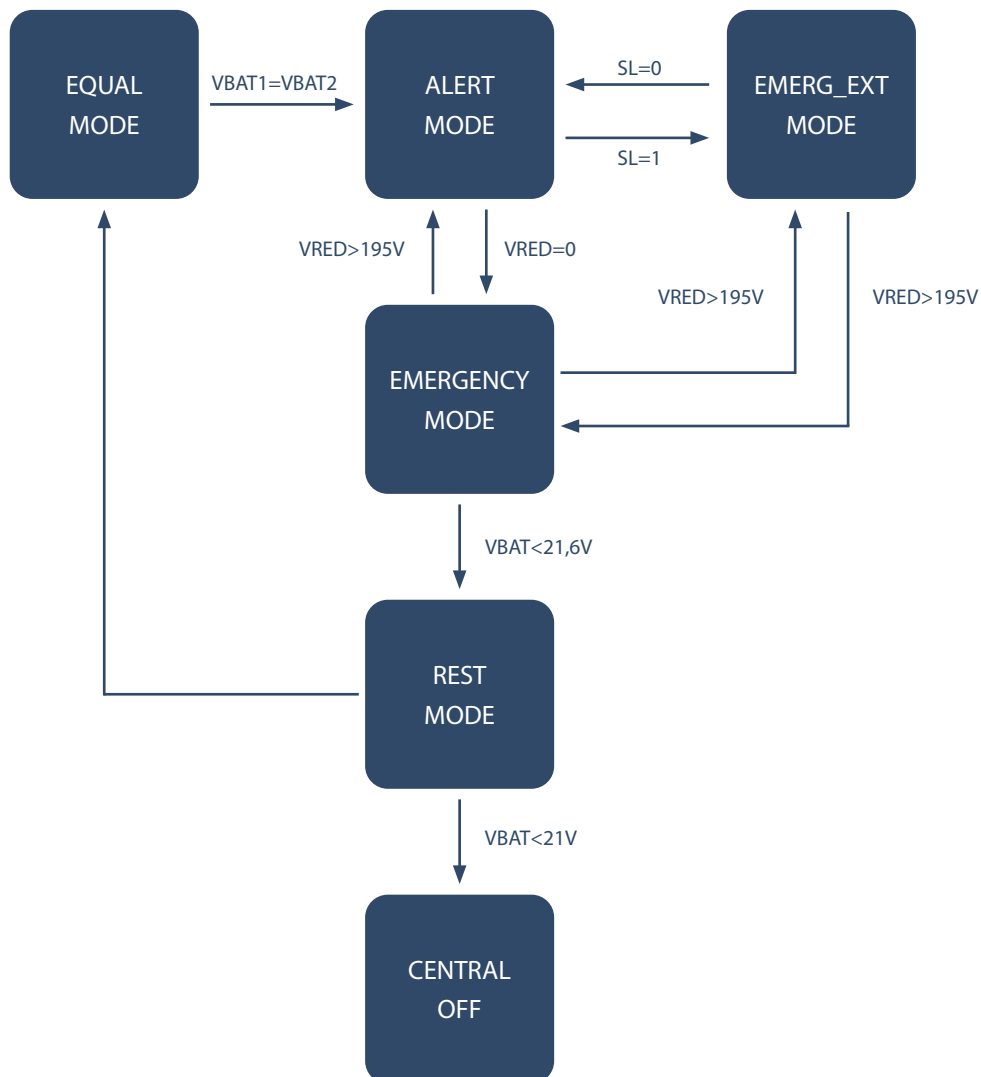 EQUAL
MODE
VBAT1=VBAT2
ALERT
MODE
SL=0
SL=1
EMERG_EXT
MODE
VRED>195V
VRED=0
VRED>195V
VRED>195V
EMERGENCY
MODE
VBAT<21,6V
REST
MODE
VBAT<21V
CENTRAL
OFF